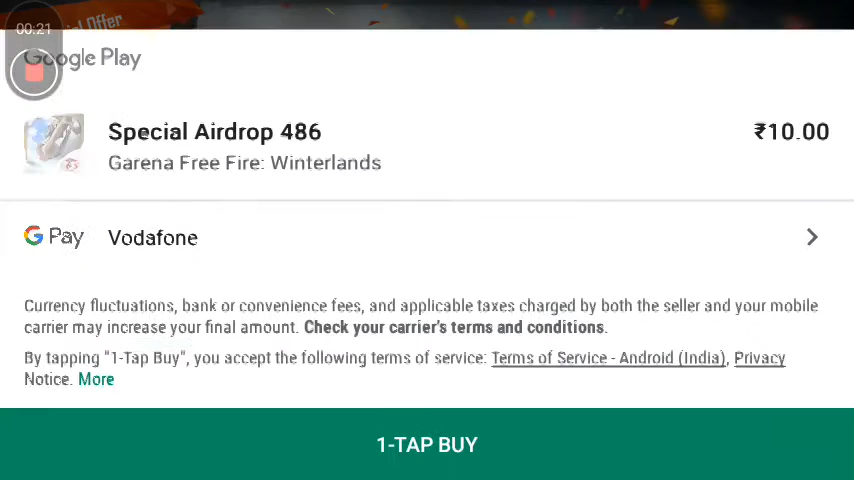 00:21
Special Offer
Google Play
Special Airdrop 486
₹10.00
Garena Free Fire: Winterlands
G Pay
Vodafone
Currency fluctuations, bank or convenience fees, and applicable taxes charged by both the seller and your mobile
carrier may increase your final amount. Check your carrier's terms and conditions.
By tapping "1-Tap Buy", you accept the following terms of service: Terms of Service - Android (India), Privacy
Notice. More
1-TAP BUY